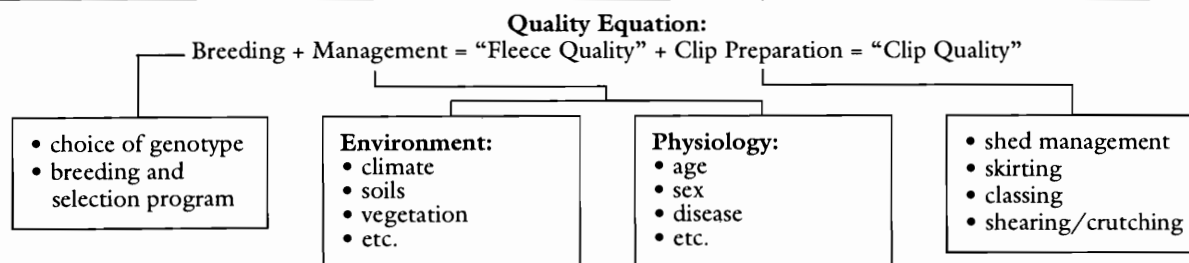 Quality Equation:
Breeding + Management = “Fleece Quality” + Clip Preparation = “Clip Quality”
• choice of genotype
• breeding and
selection program
Environment:
• climate
• soils
• vegetation
• etc.
Physiology:
• age
• sex
• disease
• etc.
• shed management
• skirting
• classing
• shearing/crutching